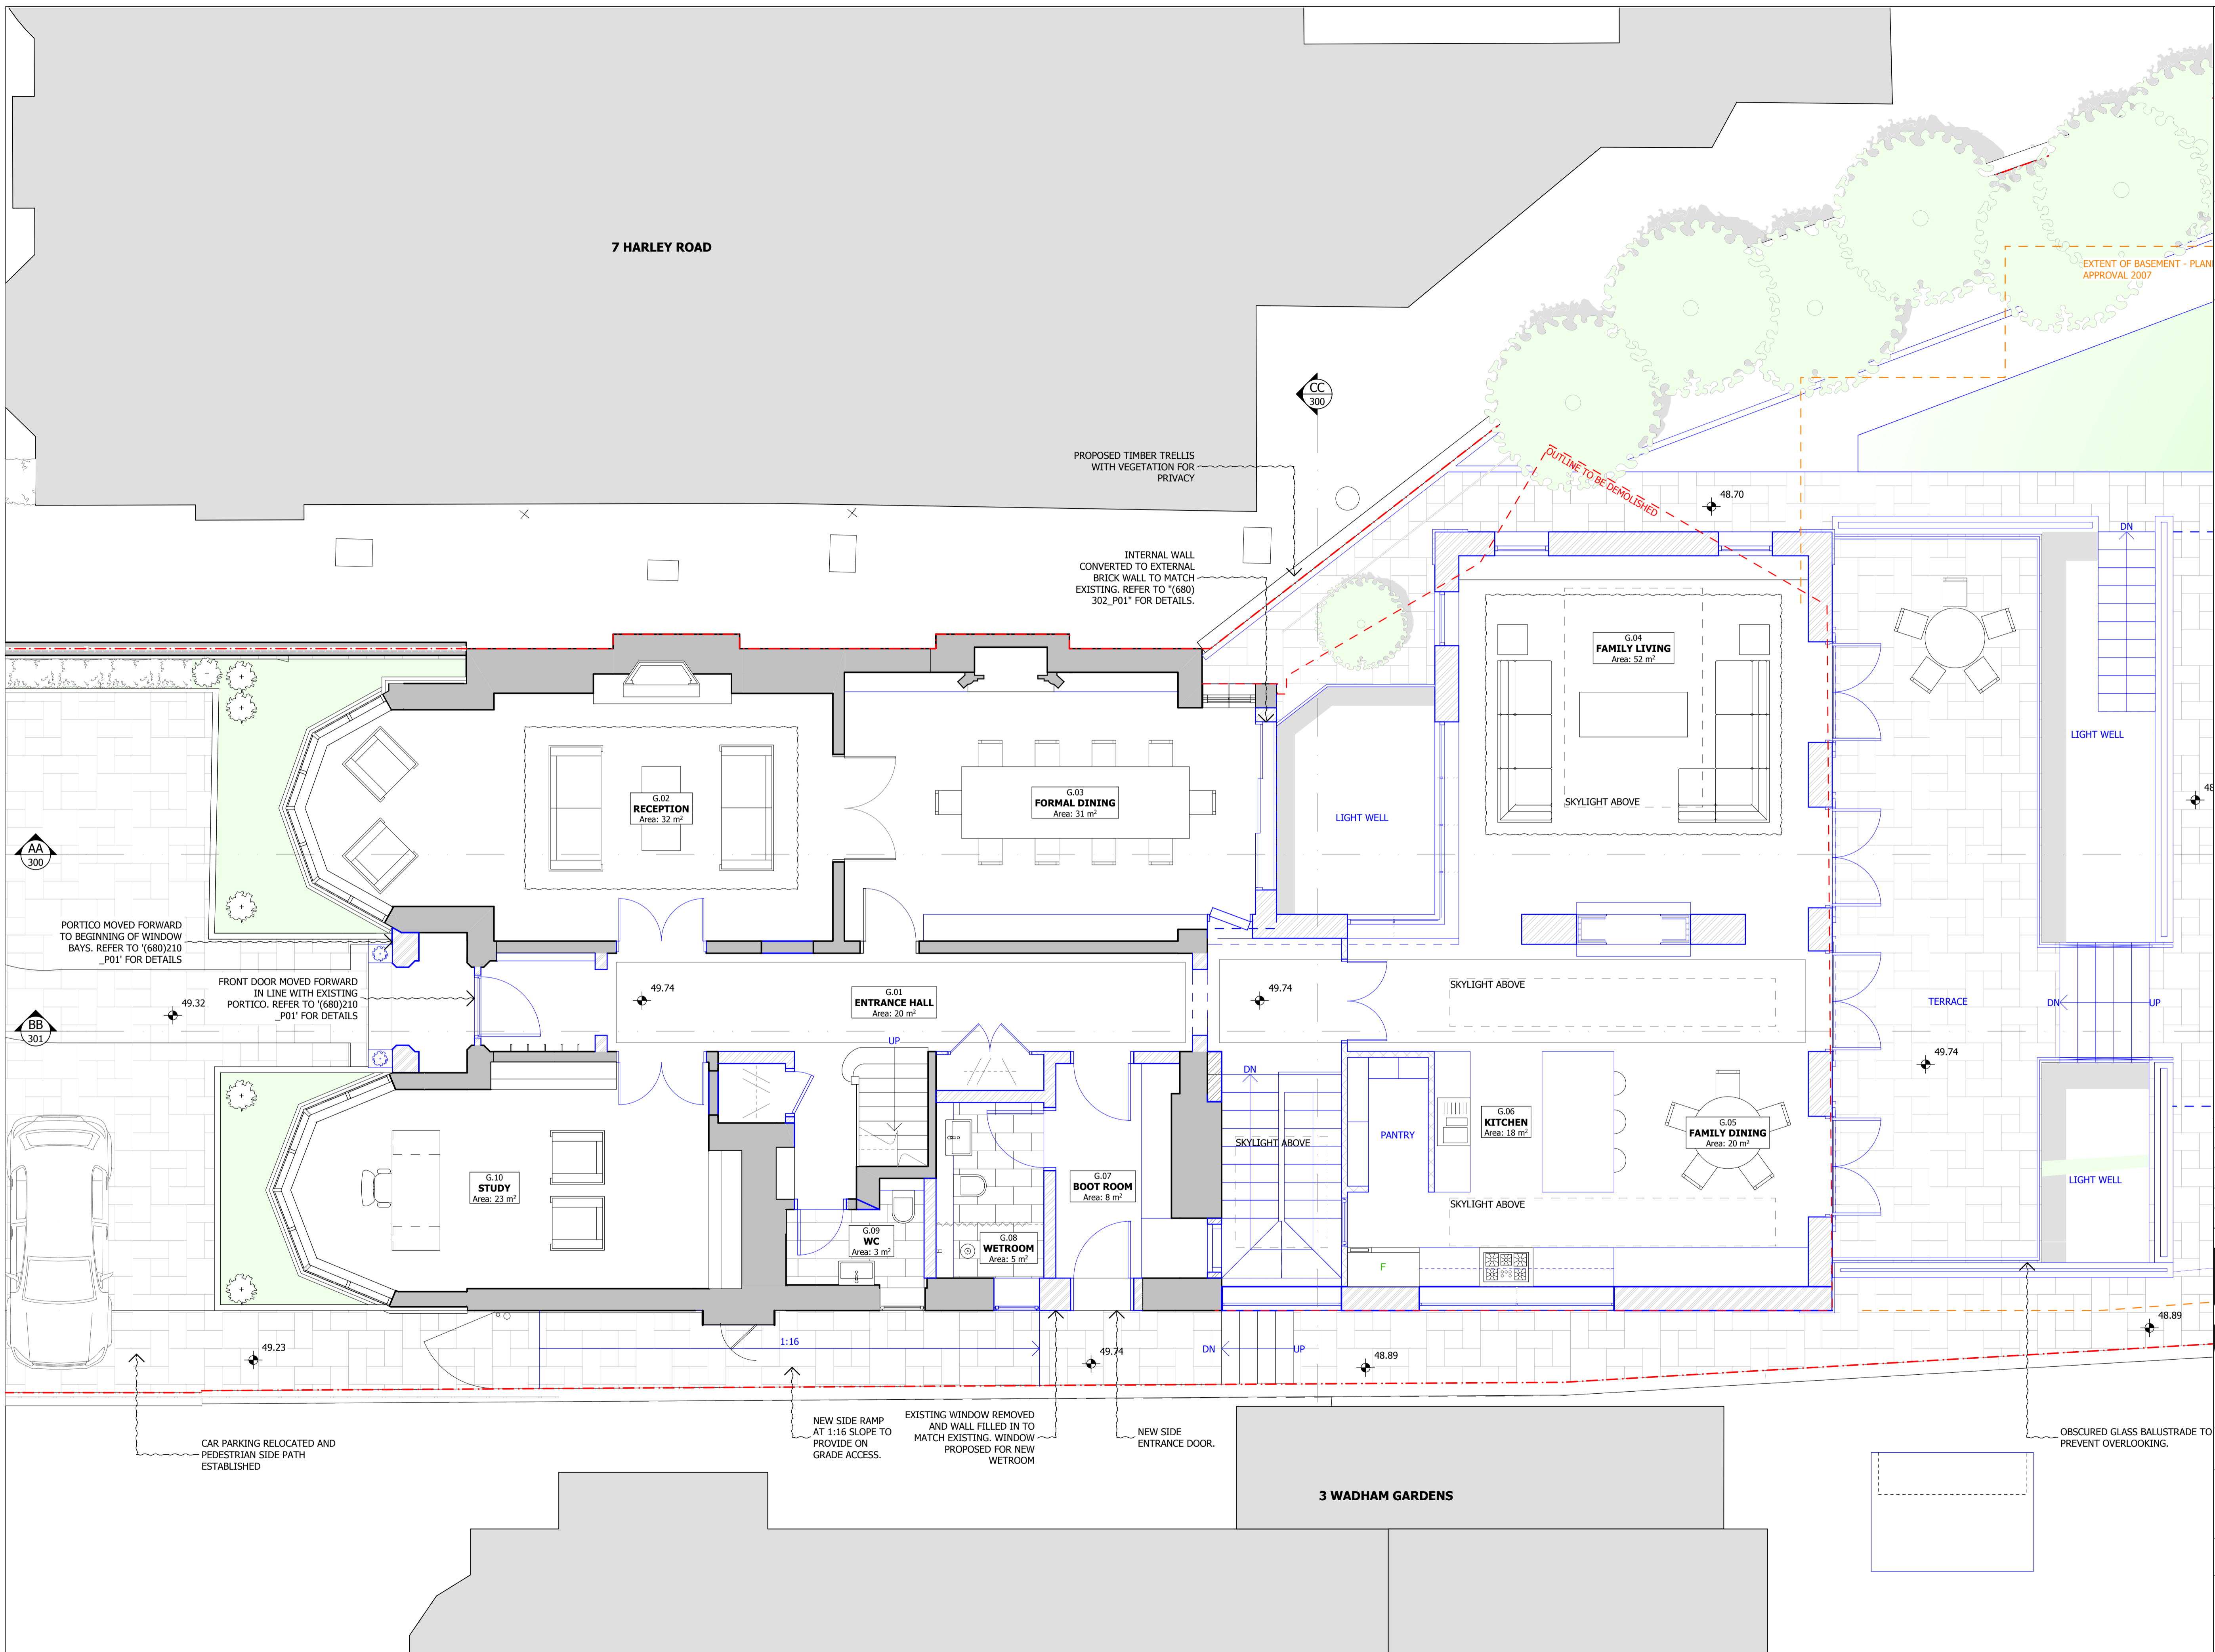 7 HARLEY ROAD
EXTENT OF BASEMENT - PLAN
APPROVAL 2007
CC
300
PROPOSED TIMBER TRELLIS
WITH VEGETATION FOR
PRIVACY
OUTLINE TO BE DEMOLISHED
48.70
DN
INTERNAL WALL
CONVERTED TO EXTERNAL
BRICK WALL TO MATCH
EXISTING. REFER TO "(680)
302_P01" FOR DETAILS.
G.04
FAMILY LIVING
Area: 52 m²
SKYLIGHT ABOVE
LIGHT WELL
48
G.02
RECEPTION
Area: 32 m²
G.03
FORMAL DINING
Area: 31 m²
LIGHT WELL
AA
300
PORTICO MOVED FORWARD
TO BEGINNING OF WINDOW
BAYS. REFER TO '(680)210
_P01' FOR DETAILS
FRONT DOOR MOVED FORWARD
IN LINE WITH EXISTING
PORTICO. REFER TO '(680)210
_P01' FOR DETAILS
49.32
BB
301
49.74
G.01
ENTRANCE HALL
Area: 20 m²
UP
49.74
SKYLIGHT ABOVE
TERRACE
DN
UP
49.74
DN
SKYLIGHT ABOVE
PANTRY
G.06
KITCHEN
Area: 18 m²
G.05
FAMILY DINING
Area: 20 m²
SKYLIGHT ABOVE
LIGHT WELL
G.10
STUDY
Area: 23 m²
G.07
BOOT ROOM
Area: 8 m²
G.09
WC
Area: 3 m²
G.08
WETROOM
Area: 5 m²
F
49.23
1:16
49.74
DN
UP
48.89
48.89
CAR PARKING RELOCATED AND
PEDESTRIAN SIDE PATH
ESTABLISHED
NEW SIDE RAMP
AT 1:16 SLOPE TO
PROVIDE ON
GRADE ACCESS.
EXISTING WINDOW REMOVED
AND WALL FILLED IN TO
MATCH EXISTING. WINDOW
PROPOSED FOR NEW
WETROOM
NEW SIDE
ENTRANCE DOOR.
OBSCURED GLASS BALUSTRADE TO
PREVENT OVERLOOKING.
3 WADHAM GARDENS